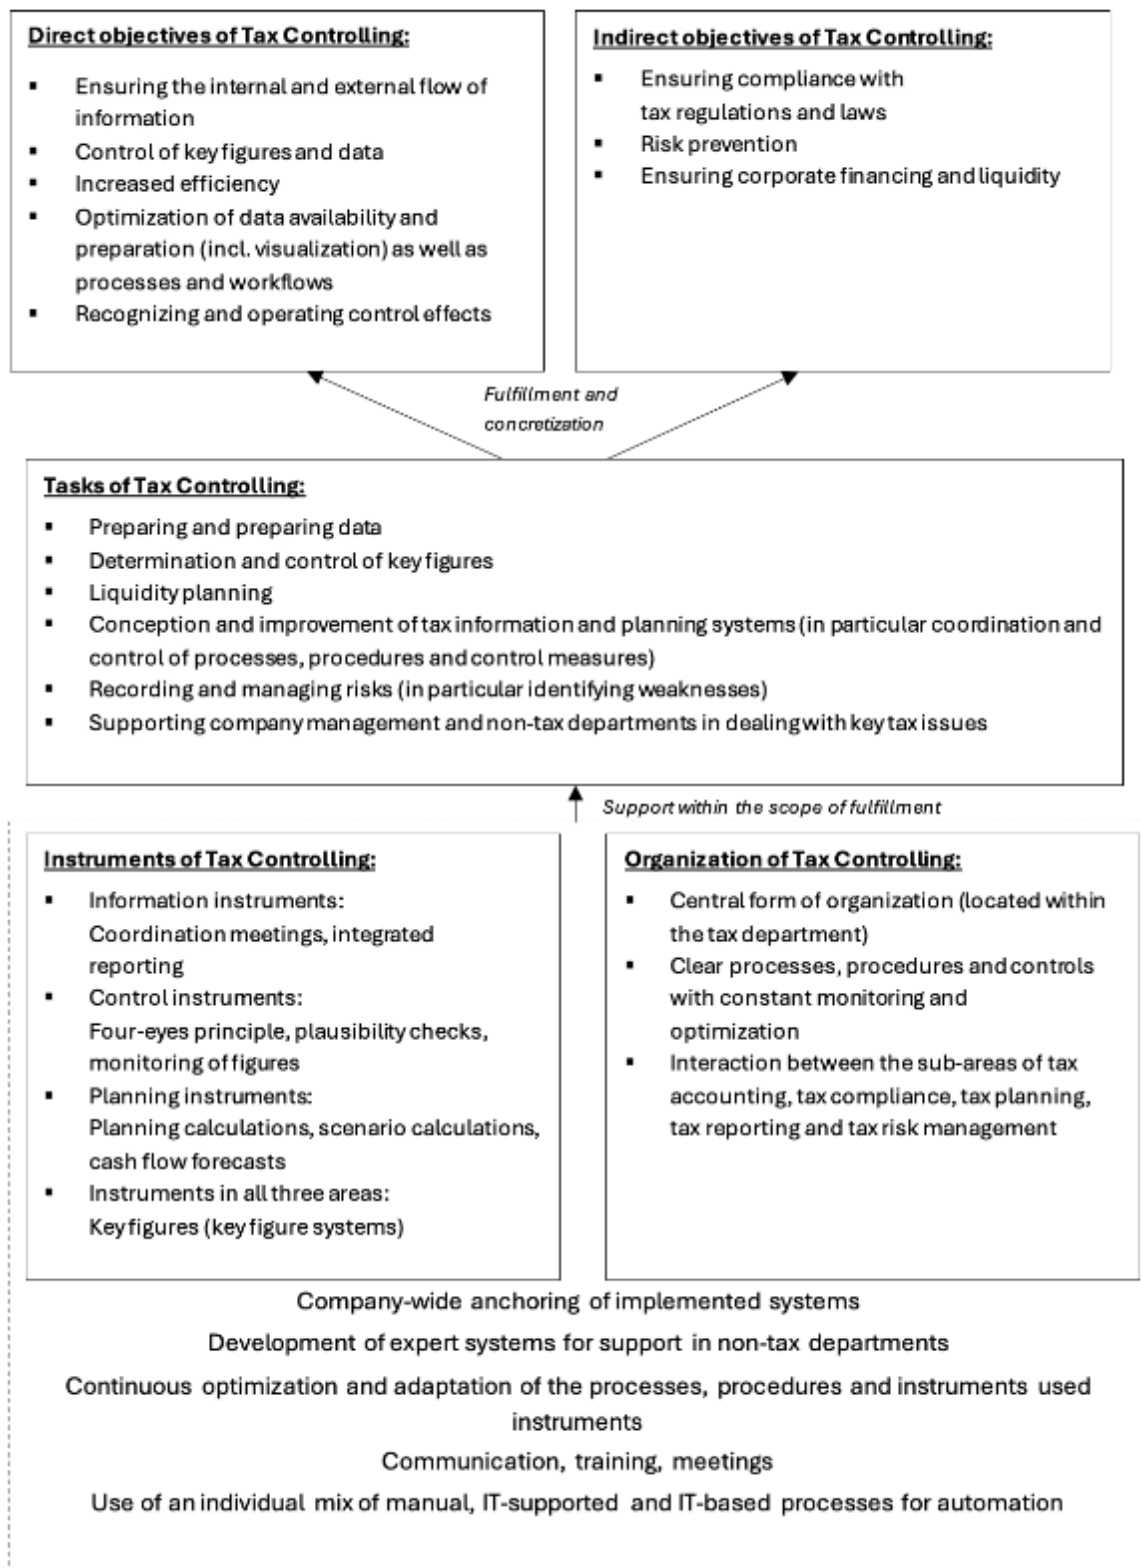 Direct objectives of Tax Controlling:
▪ Ensuring the internal and external flow of
information
▪ Control of key figures and data
▪ Increased efficiency
▪ Optimization of data availability and
preparation (incl. visualization) as well as
processes and workflows
▪ Recognizing and operating control effects
Indirect objectives of Tax Controlling:
▪ Ensuring compliance with
tax regulations and laws
▪ Risk prevention
▪ Ensuring corporate financing and liquidity
Fulfillment and
concretization
Tasks of Tax Controlling:
▪ Preparing and preparing data
▪ Determination and control of key figures
▪ Liquidity planning
▪ Conception and improvement of tax information and planning systems (in particular coordination and
control of processes, procedures and control measures)
▪ Recording and managing risks (in particular identifying weaknesses)
▪ Supporting company management and non-tax departments in dealing with key tax issues
Support within the scope of fulfillment
Instruments of Tax Controlling:
▪ Information instruments:
Coordination meetings, integrated
reporting
▪ Control instruments:
Four-eyes principle, plausibility checks,
monitoring of figures
▪ Planning instruments:
Planning calculations, scenario calculations,
cash flow forecasts
▪ Instruments in all three areas:
Key figures (key figure systems)
Organization of Tax Controlling:
▪ Central form of organization (located within
the tax department)
▪ Clear processes, procedures and controls
with constant monitoring and
optimization
▪ Interaction between the sub-areas of tax
accounting, tax compliance, tax planning,
tax reporting and tax risk management
Company-wide anchoring of implemented systems
Development of expert systems for support in non-tax departments
Continuous optimization and adaptation of the processes, procedures and instruments used
instruments
Communication, training, meetings
Use of an individual mix of manual, IT-supported and IT-based processes for automation